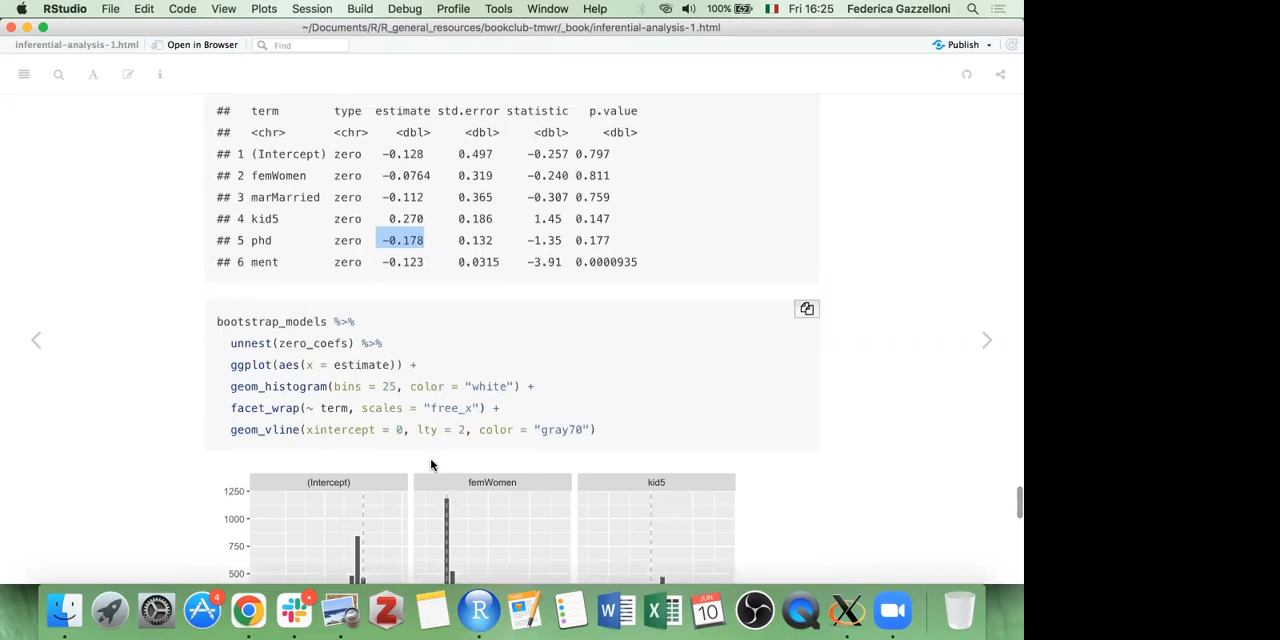 RStudio File Edit Code View Plots Session Build Debug Profile Tools Window Help 100% Fri 16:25 Federica Gazzelloni
~/Documents/R/R_general_resources/bookclub-tmwr/_book/inferential-analysis-1.html
inferential-analysis-1.html Open in Browser Find Publish
A i
## term type estimate std.error statistic p.value
## <chr> <chr> <dbl> <dbl> <dbl> <dbl>
## 1 (Intercept) zero -0.128 0.497 -0.257 0.797
## 2 femWomen zero -0.0764 0.319 -0.240 0.811
## 3 marMarried zero -0.112 0.365 -0.307 0.759
## 4 kid5 zero 0.270 0.186 1.45 0.147
## 5 phd zero -0.178 0.132 -1.35 0.177
## 6 ment zero -0.123 0.0315 -3.91 0.0000935
bootstrap_models %>%
unnest(zero_coefs) %>%
ggplot(aes(x = estimate)) +
geom_histogram(bins = 25, color = "white") +
facet_wrap(~ term, scales = "free_x") +
geom_vline(xintercept = 0, lty = 2, color = "gray70")
(Intercept) femWomen kid5
1250
1000
750
500
4 Z R W X JUN 10 X